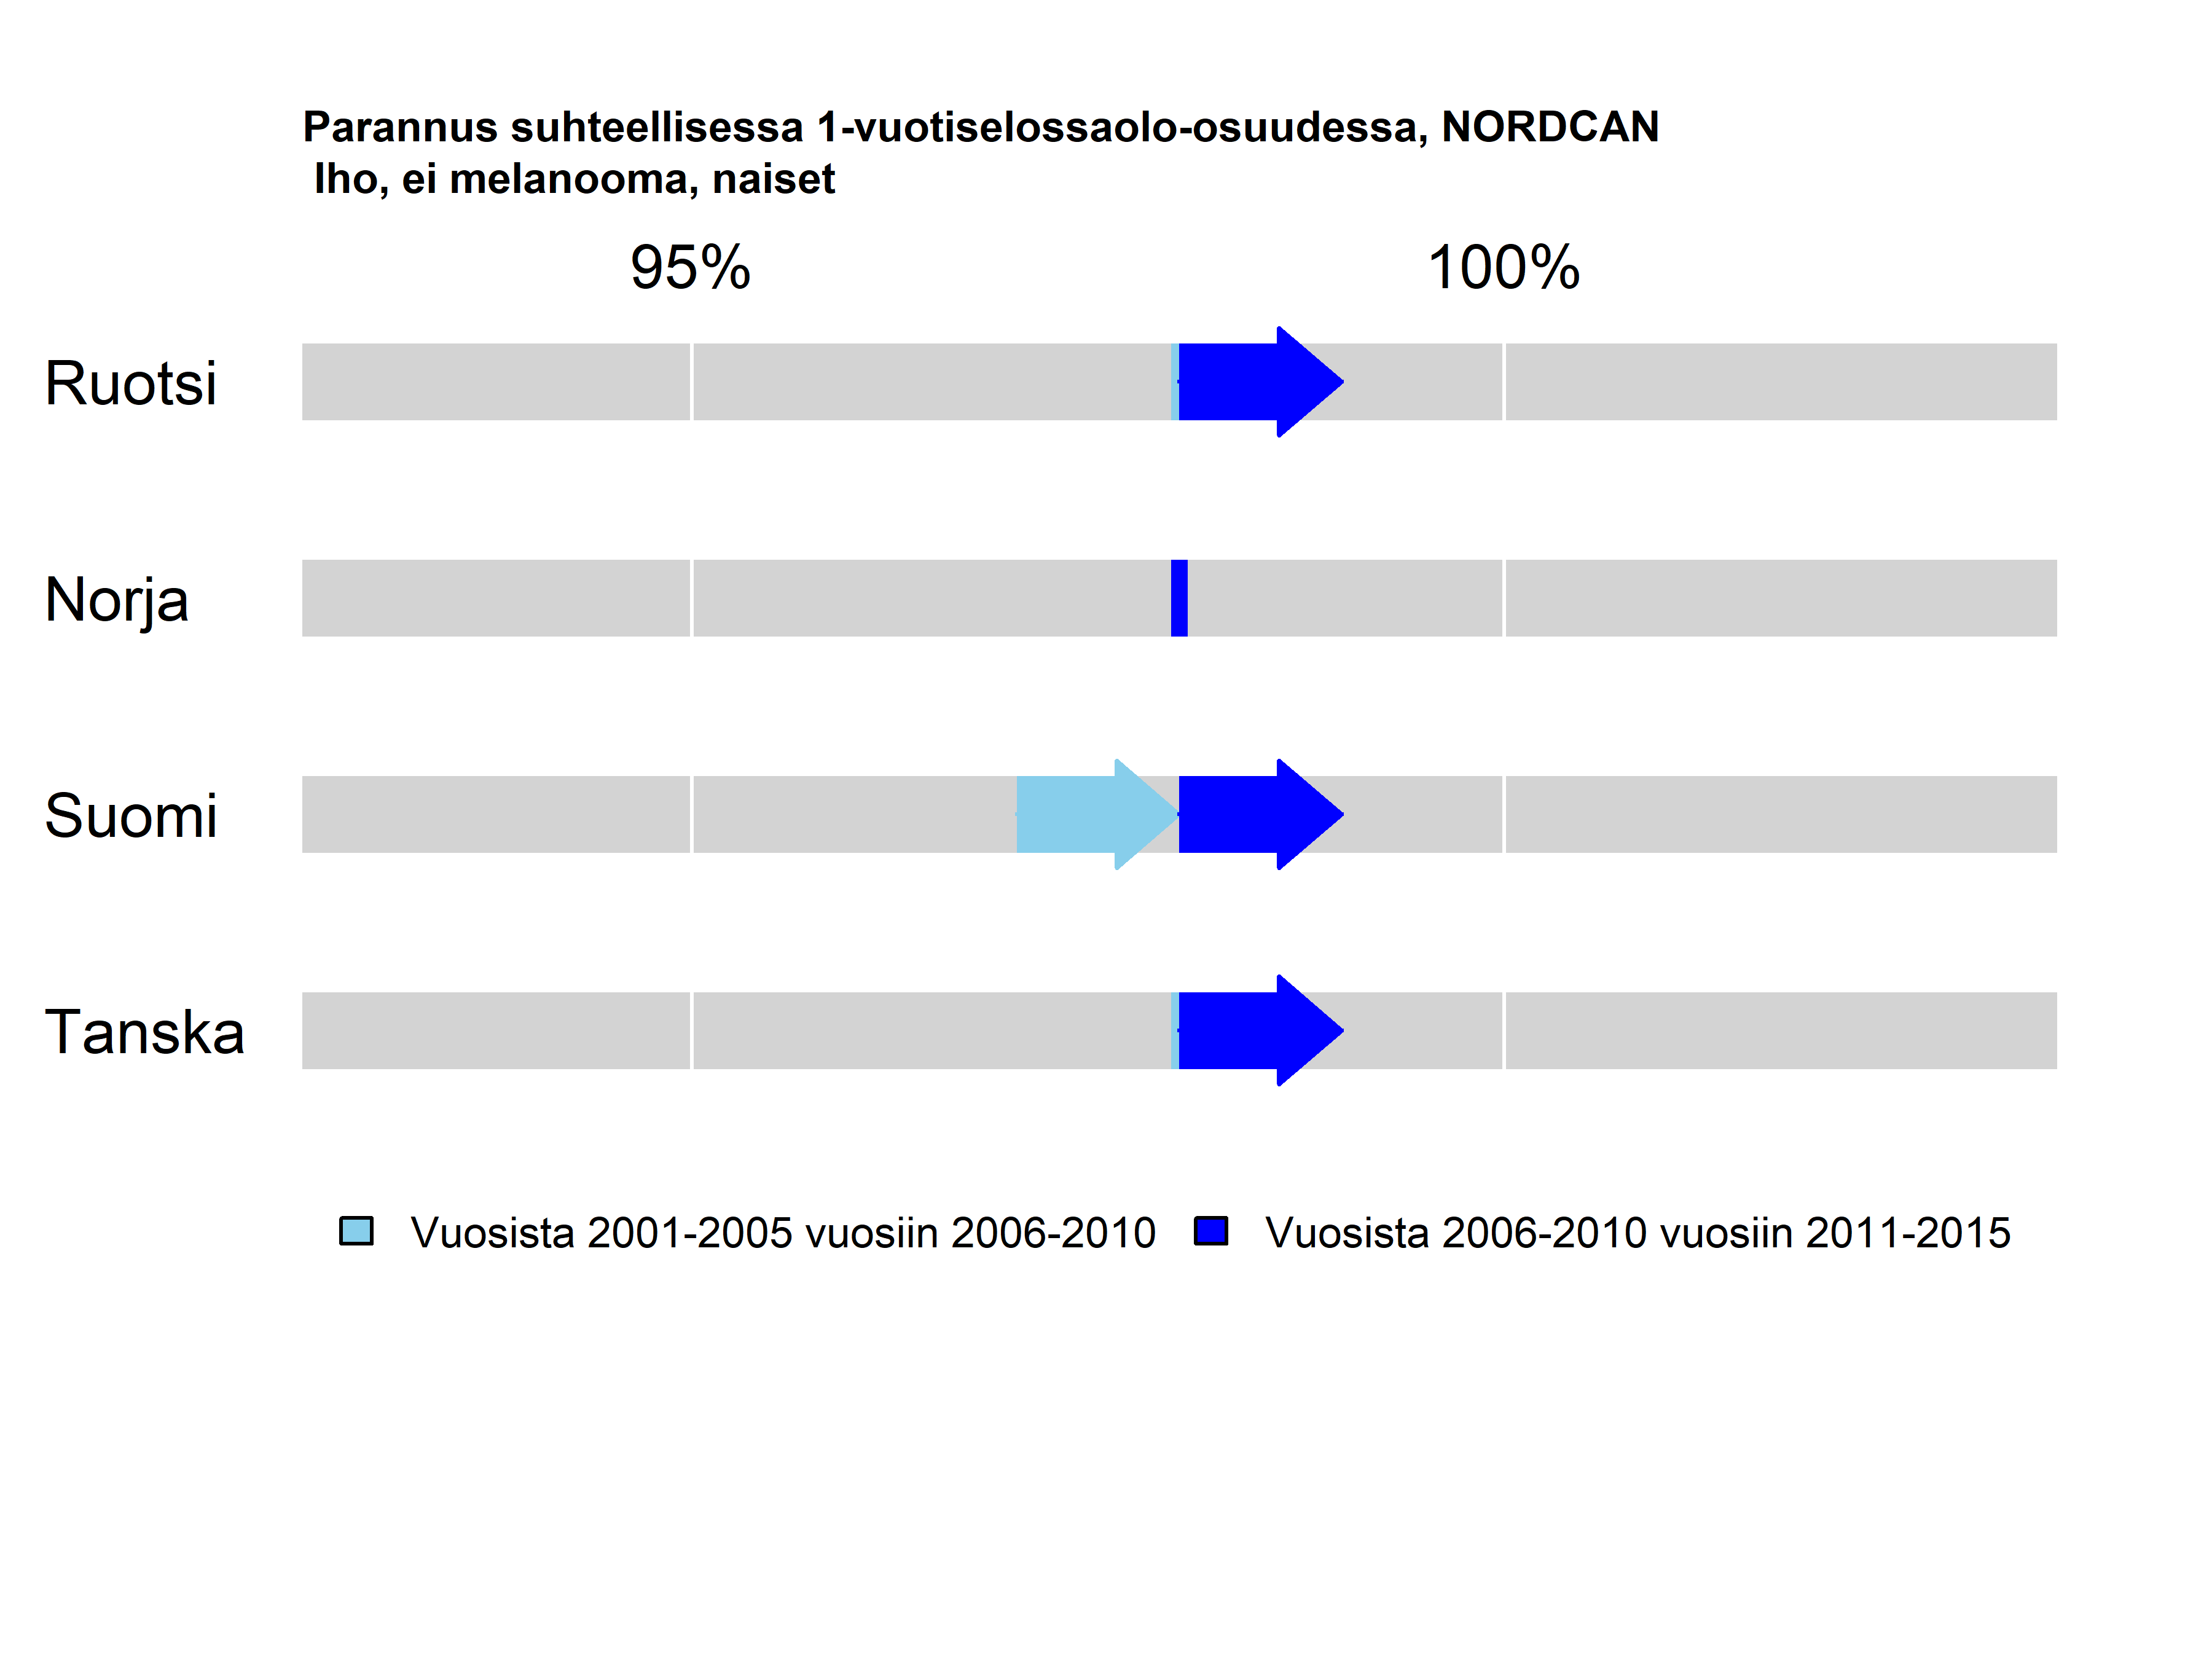 Parannus suhteellisessa 1-vuotiselossaolo-osuudessa, NORDCAN
Iho, ei melanooma, naiset
95% 100%
Ruotsi
Norja
Suomi
Tanska
Vuosista 2001-2005 vuosiin 2006-2010 Vuosista 2006-2010 vuosiin 2011-2015